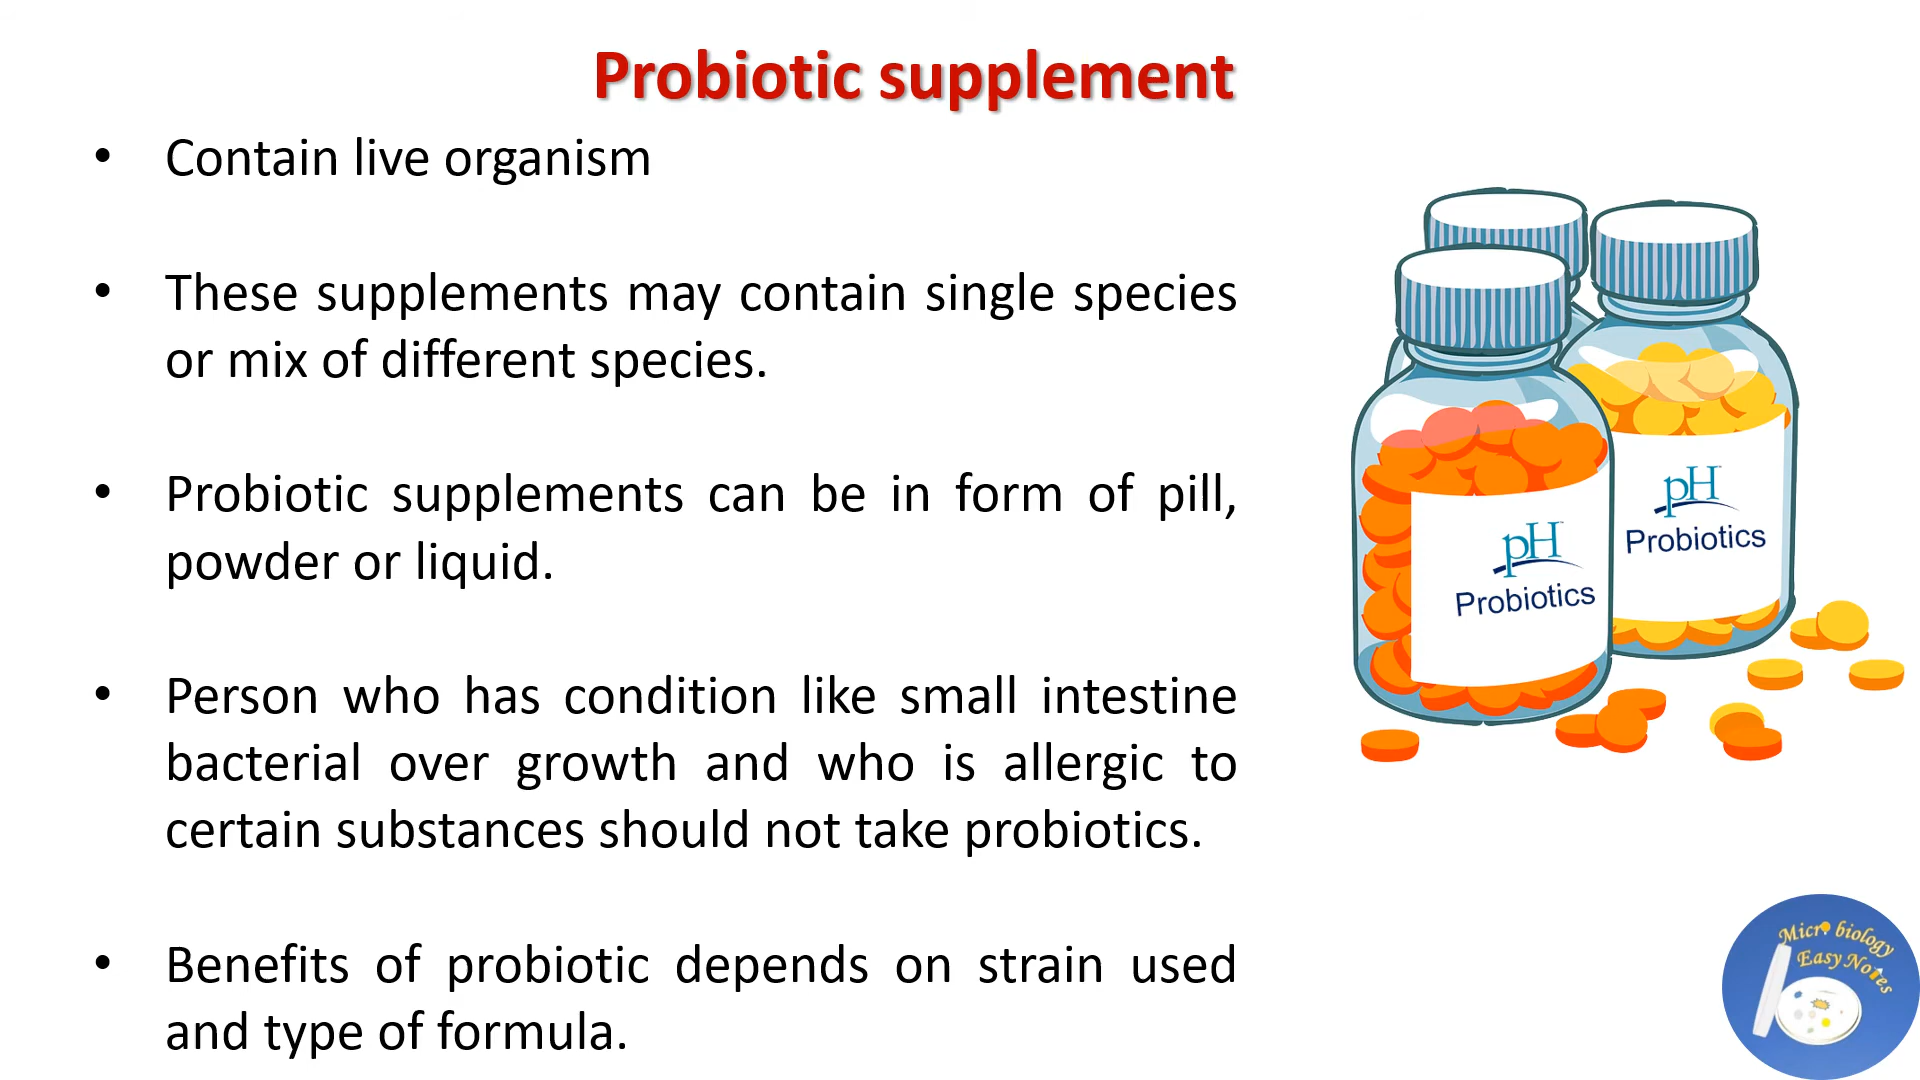 Probiotic supplement
• Contain live organism
• These supplements may contain single species
or mix of different species.
• Probiotic supplements can be in form of pill,
powder or liquid.
• Person who has condition like small intestine
bacterial over growth and who is allergic to
certain substances should not take probiotics.
• Benefits of probiotic depends on strain used
and type of formula.
pH
Probiotics
pH
Probiotics
Micro biology
Easy Notes